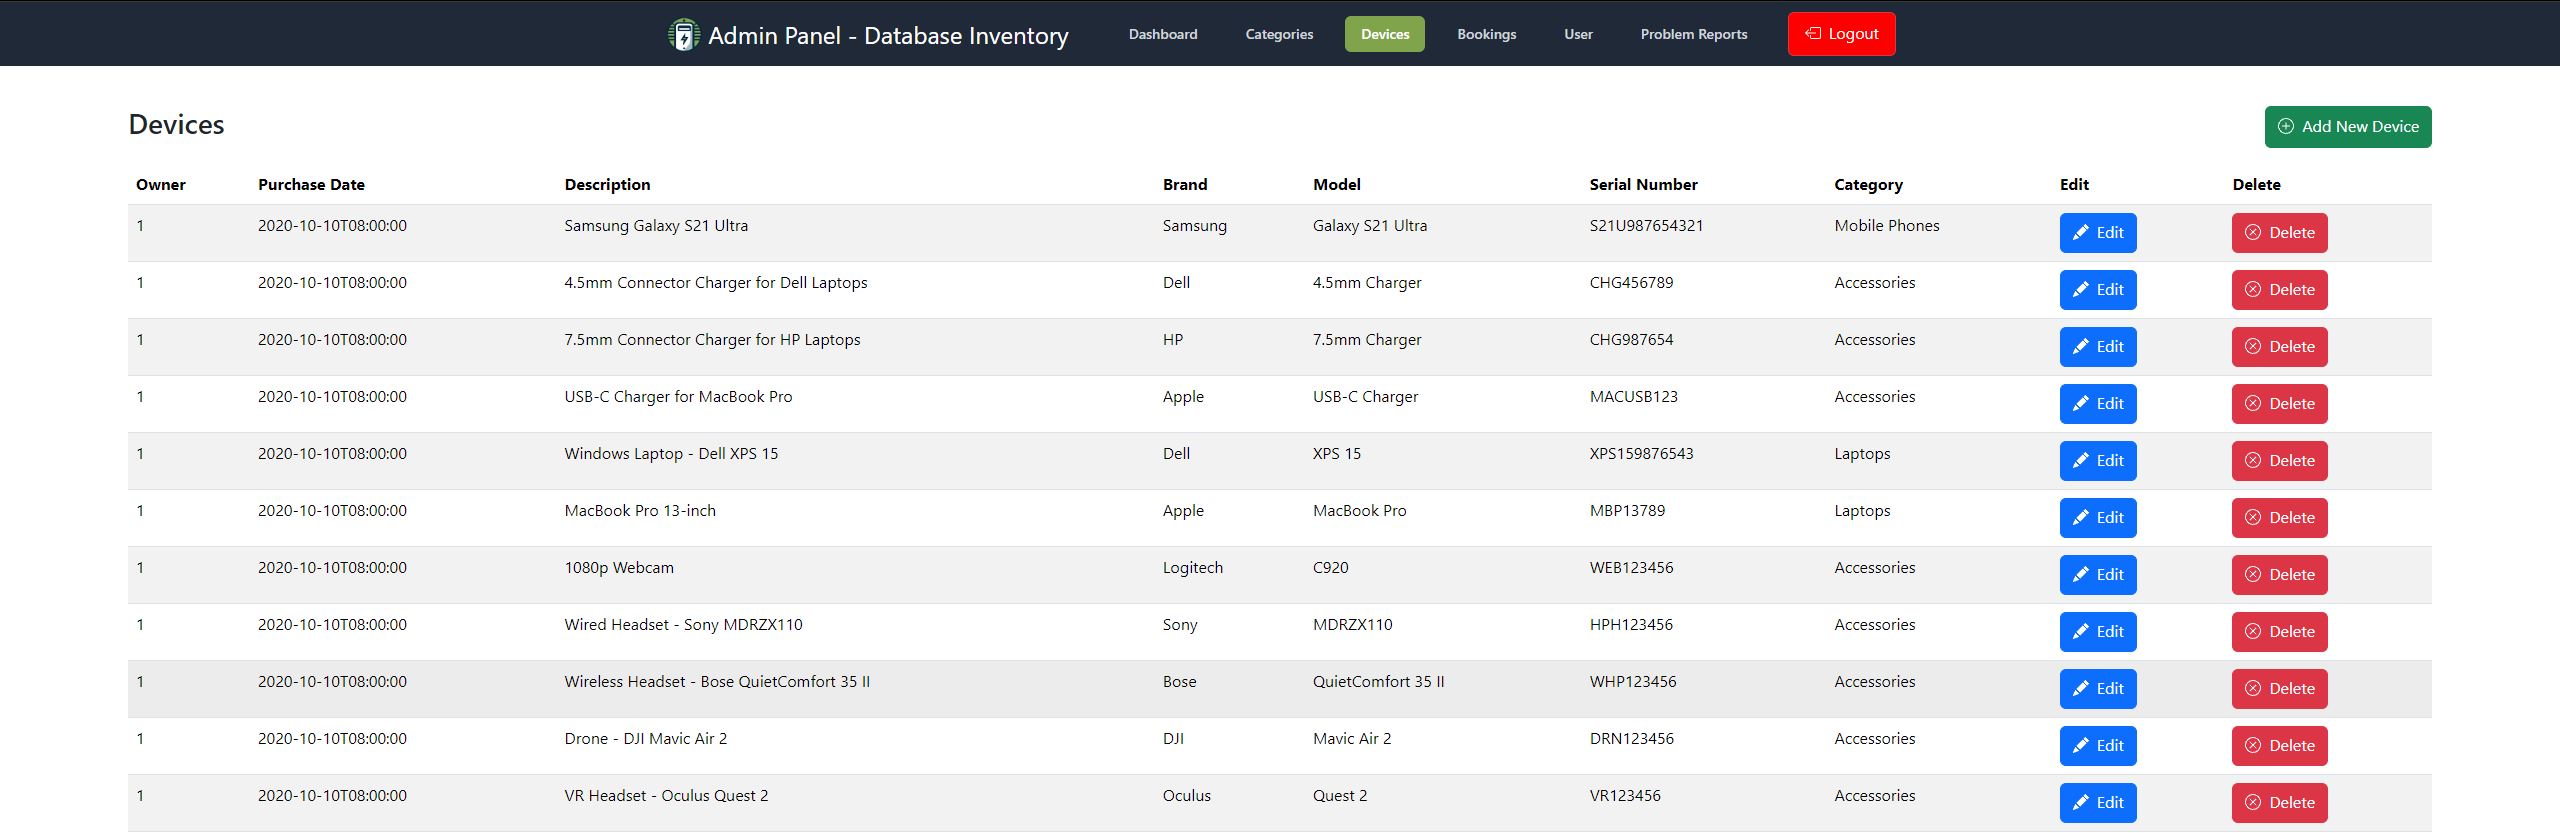 Admin Panel - Database Inventory Dashboard Categories Devices Bookings User Problem Reports Logout
Devices Add New Device
Owner Purchase Date Description Brand Model Serial Number Category Edit Delete
1 2020-10-10T08:00:00 Samsung Galaxy S21 Ultra Samsung Galaxy S21 Ultra S21U987654321 Mobile Phones Edit Delete
1 2020-10-10T08:00:00 4.5mm Connector Charger for Dell Laptops Dell 4.5mm Charger CHG456789 Accessories Edit Delete
1 2020-10-10T08:00:00 7.5mm Connector Charger for HP Laptops HP 7.5mm Charger CHG987654 Accessories Edit Delete
1 2020-10-10T08:00:00 USB-C Charger for MacBook Pro Apple USB-C Charger MACUSB123 Accessories Edit Delete
1 2020-10-10T08:00:00 Windows Laptop - Dell XPS 15 Dell XPS 15 XPS159876543 Laptops Edit Delete
1 2020-10-10T08:00:00 MacBook Pro 13-inch Apple MacBook Pro MBP13789 Laptops Edit Delete
1 2020-10-10T08:00:00 1080p Webcam Logitech C920 WEB123456 Accessories Edit Delete
1 2020-10-10T08:00:00 Wired Headset - Sony MDRZX110 Sony MDRZX110 HPH123456 Accessories Edit Delete
1 2020-10-10T08:00:00 Wireless Headset - Bose QuietComfort 35 II Bose QuietComfort 35 II WHP123456 Accessories Edit Delete
1 2020-10-10T08:00:00 Drone - DJI Mavic Air 2 DJI Mavic Air 2 DRN123456 Accessories Edit Delete
1 2020-10-10T08:00:00 VR Headset - Oculus Quest 2 Oculus Quest 2 VR123456 Accessories Edit Delete